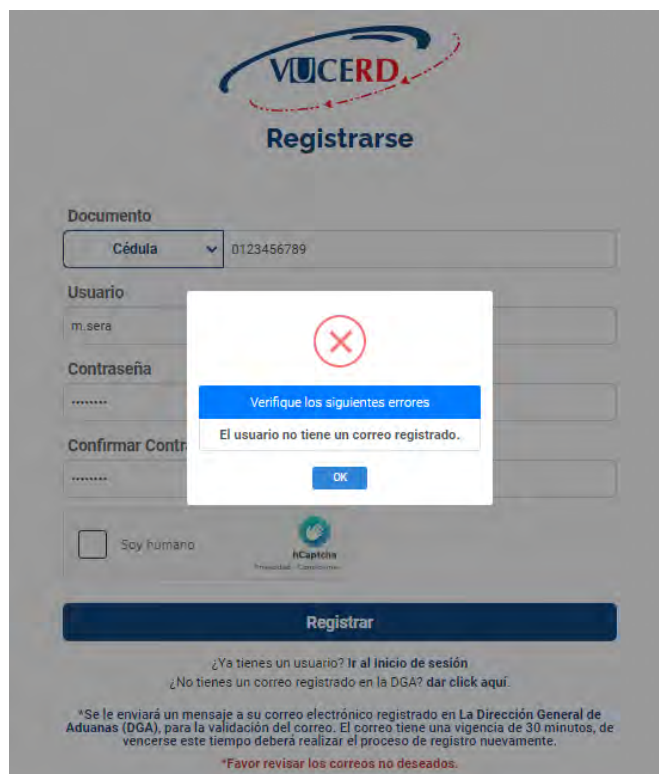 VUCERD
Registrarse
Documento
Cédula 0123456789
Usuario
m.sera
Contraseña
········
Verifique los siguientes errores
El usuario no tiene un correo registrado.
Confirmar Contr
········
OK
Soy humano
hCaptcha
Registrar
¿Ya tienes un usuario? Ir al inicio de sesión
¿No tienes un correo registrado en la DGA? dar click aquí.
*Se le enviará un mensaje a su correo electrónico registrado en La Dirección General de
Aduanas (DGA), para la validación del correo. El correo tiene una vigencia de 30 minutos, de
vencerse este tiempo deberá realizar el proceso de registro nuevamente.
*Favor revisar los correos no deseados.